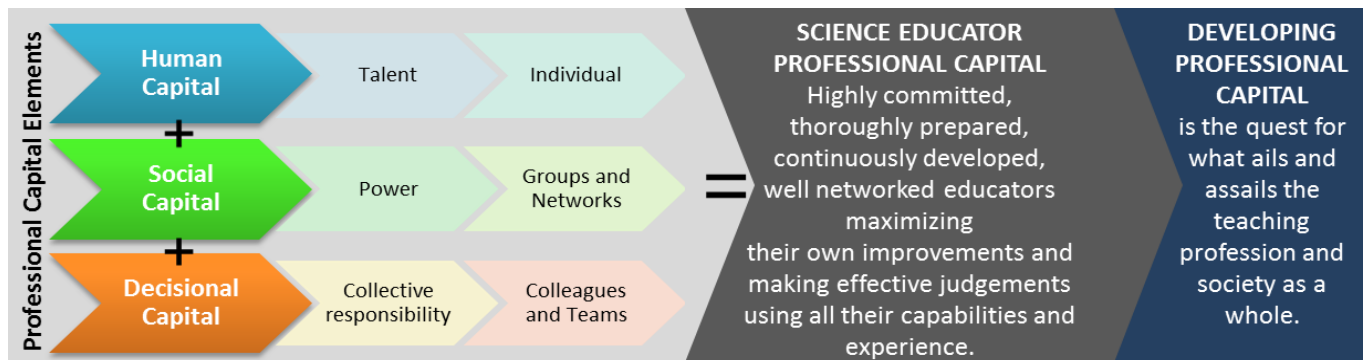 Professional Capital Elements
Human
Capital
Talent
Individual
+
Social
Capital
Power
Groups and
Networks
+
Decisional
Capital
Collective
responsibility
Colleagues
and Teams
=
SCIENCE EDUCATOR
PROFESSIONAL CAPITAL
Highly committed,
thoroughly prepared,
continuously developed,
well networked educators
maximizing
their own improvements and
making effective judgements
using all their capabilities and
experience.
DEVELOPING
PROFESSIONAL
CAPITAL
is the quest for
what ails and
assails the
teaching
profession and
society as a
whole.